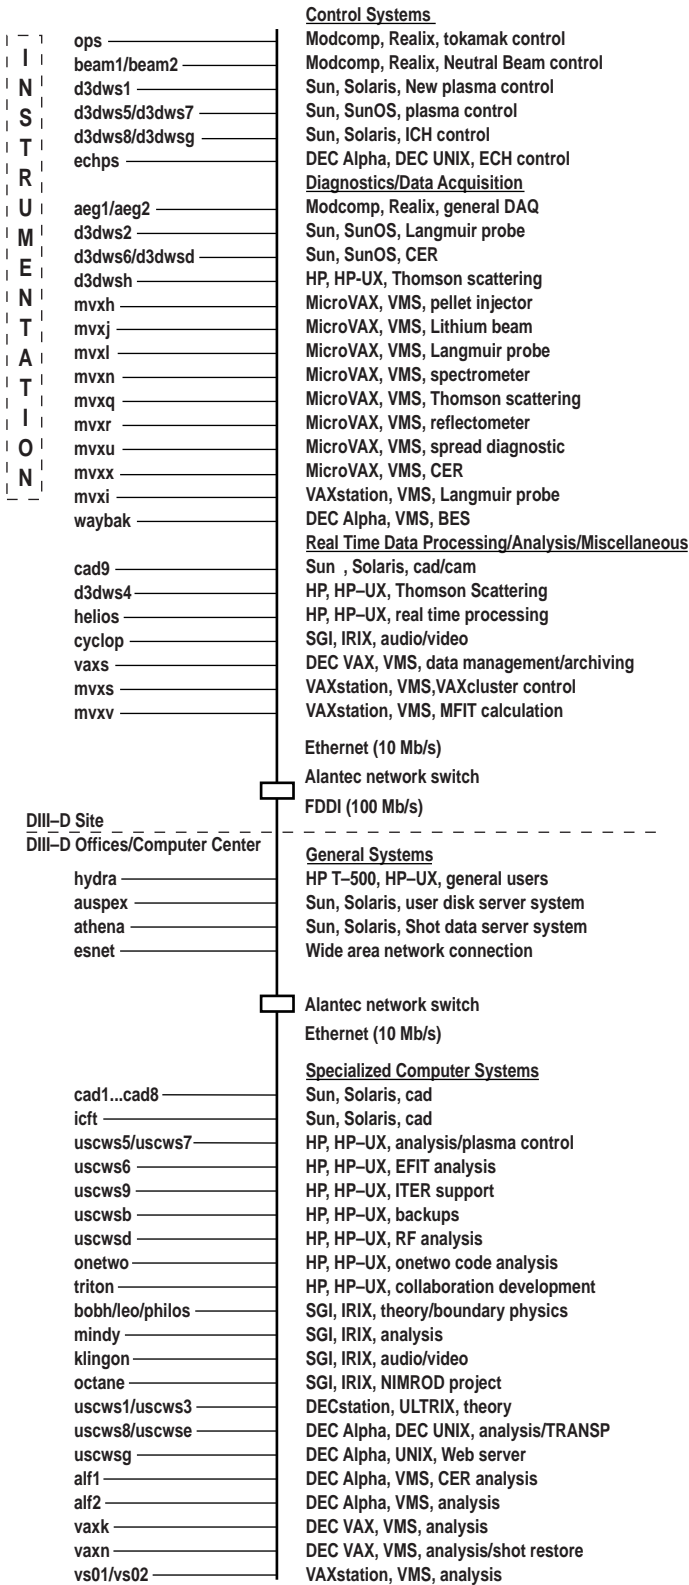 Control Systems
ops Modcomp, Realix, tokamak control
beam1/beam2 Modcomp, Realix, Neutral Beam control
d3dws1 Sun, Solaris, New plasma control
d3dws5/d3dws7 Sun, SunOS, plasma control
d3dws8/d3dwsg Sun, Solaris, ICH control
echps DEC Alpha, DEC UNIX, ECH control
INSTRUMENTATION
Diagnostics/Data Acquisition
aeg1/aeg2 Modcomp, Realix, general DAQ
d3dws2 Sun, SunOS, Langmuir probe
d3dws6/d3dwsd Sun, SunOS, CER
d3dwsh HP, HP-UX, Thomson scattering
mvxh MicroVAX, VMS, pellet injector
mvxj MicroVAX, VMS, Lithium beam
mvxl MicroVAX, VMS, Langmuir probe
mvxn MicroVAX, VMS, spectrometer
mvxq MicroVAX, VMS, Thomson scattering
mvxr MicroVAX, VMS, reflectometer
mvxu MicroVAX, VMS, spread diagnostic
mvxx MicroVAX, VMS, CER
mvxi VAXstation, VMS, Langmuir probe
waybak DEC Alpha, VMS, BES
Real Time Data Processing/Analysis/Miscellaneous
cad9 Sun , Solaris, cad/cam
d3dws4 HP, HP–UX, Thomson Scattering
helios HP, HP–UX, real time processing
cyclop SGI, IRIX, audio/video
vaxs DEC VAX, VMS, data management/archiving
mvxs VAXstation, VMS,VAXcluster control
mvxv VAXstation, VMS, MFIT calculation
Ethernet (10 Mb/s)
Alantec network switch
FDDI (100 Mb/s)
DIII–D Site
DIII–D Offices/Computer Center
General Systems
hydra HP T–500, HP–UX, general users
auspex Sun, Solaris, user disk server system
athena Sun, Solaris, Shot data server system
esnet Wide area network connection
Alantec network switch
Ethernet (10 Mb/s)
Specialized Computer Systems
cad1...cad8 Sun, Solaris, cad
icft Sun, Solaris, cad
uscws5/uscws7 HP, HP–UX, analysis/plasma control
uscws6 HP, HP–UX, EFIT analysis
uscws9 HP, HP–UX, ITER support
uscwsb HP, HP–UX, backups
uscwsd HP, HP–UX, RF analysis
onetwo HP, HP–UX, onetwo code analysis
triton HP, HP–UX, collaboration development
bobh/leo/philos SGI, IRIX, theory/boundary physics
mindy SGI, IRIX, analysis
klingon SGI, IRIX, audio/video
octane SGI, IRIX, NIMROD project
uscws1/uscws3 DECstation, ULTRIX, theory
uscws8/uscwse DEC Alpha, DEC UNIX, analysis/TRANSP
uscwsg DEC Alpha, UNIX, Web server
alf1 DEC Alpha, VMS, CER analysis
alf2 DEC Alpha, VMS, analysis
vaxk DEC VAX, VMS, analysis
vaxn DEC VAX, VMS, analysis/shot restore
vs01/vs02 VAXstation, VMS, analysis